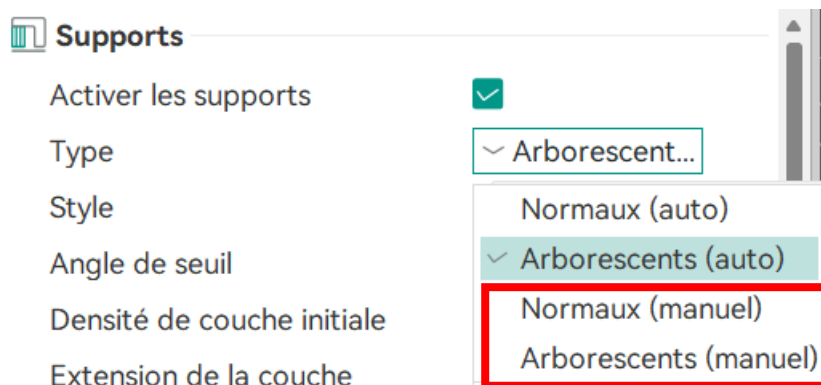 Supports
Activer les supports
Type
Arborescent...
Style
Normaux (auto)
Angle de seuil
Arborescents (auto)
Densité de couche initiale
Normaux (manuel)
Arborescents (manuel)
Extension de la couche